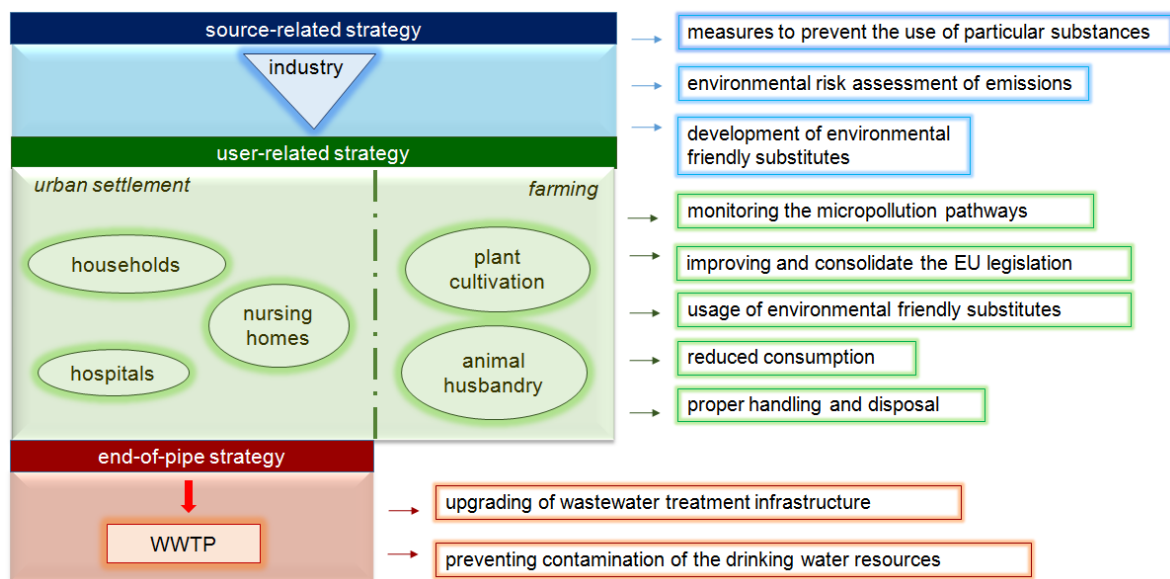 source-related strategy
industry
measures to prevent the use of particular substances
environmental risk assessment of emissions
development of environmental
friendly substitutes
user-related strategy
urban settlement
farming
households
nursing
homes
hospitals
plant
cultivation
animal
husbandry
monitoring the micropollution pathways
improving and consolidate the EU legislation
usage of environmental friendly substitutes
reduced consumption
proper handling and disposal
end-of-pipe strategy
WWTP
upgrading of wastewater treatment infrastructure
preventing contamination of the drinking water resources